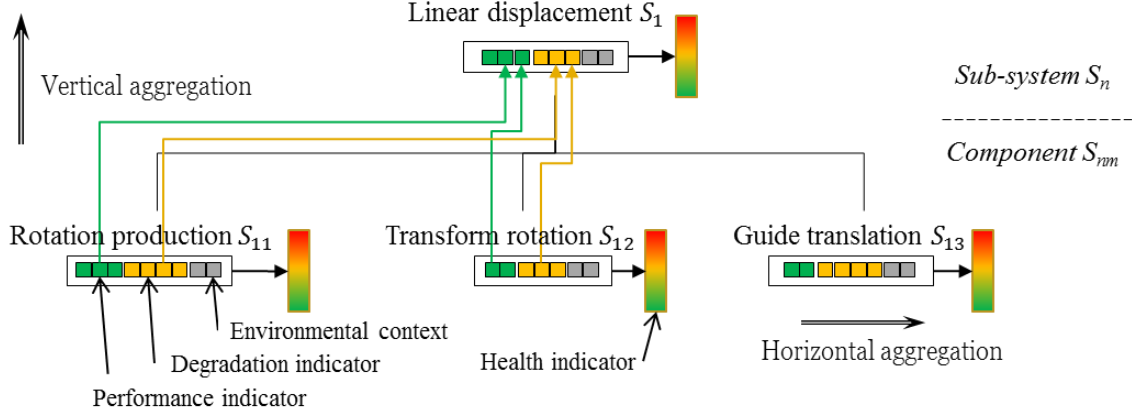 Linear displacement S₁
Vertical aggregation
Sub-system Sₙ
Component Sₙₘ
Rotation production S₁₁
Transform rotation S₁₂
Guide translation S₁₃
Environmental context
Degradation indicator
Performance indicator
Health indicator
Horizontal aggregation